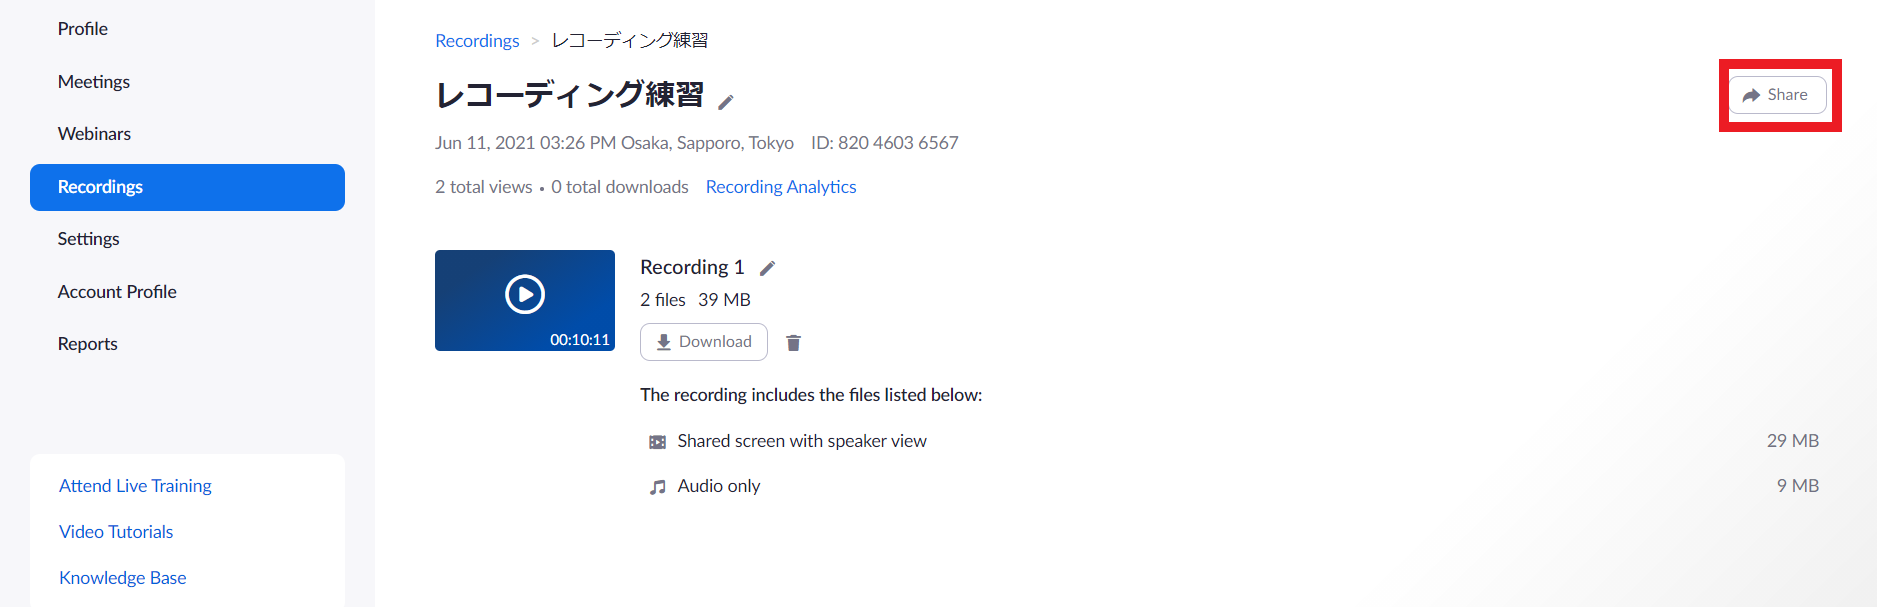 Profile
Meetings
Webinars
Recordings
Settings
Account Profile
Reports
Attend Live Training
Video Tutorials
Knowledge Base
Recordings > レコーディング練習
レコーディング練習
Share
Jun 11, 2021 03:26 PM Osaka, Sapporo, Tokyo ID: 820 4603 6567
2 total views • 0 total downloads Recording Analytics
00:10:11
Recording 1
2 files 39 MB
Download
The recording includes the files listed below:
Shared screen with speaker view 29 MB
Audio only 9 MB